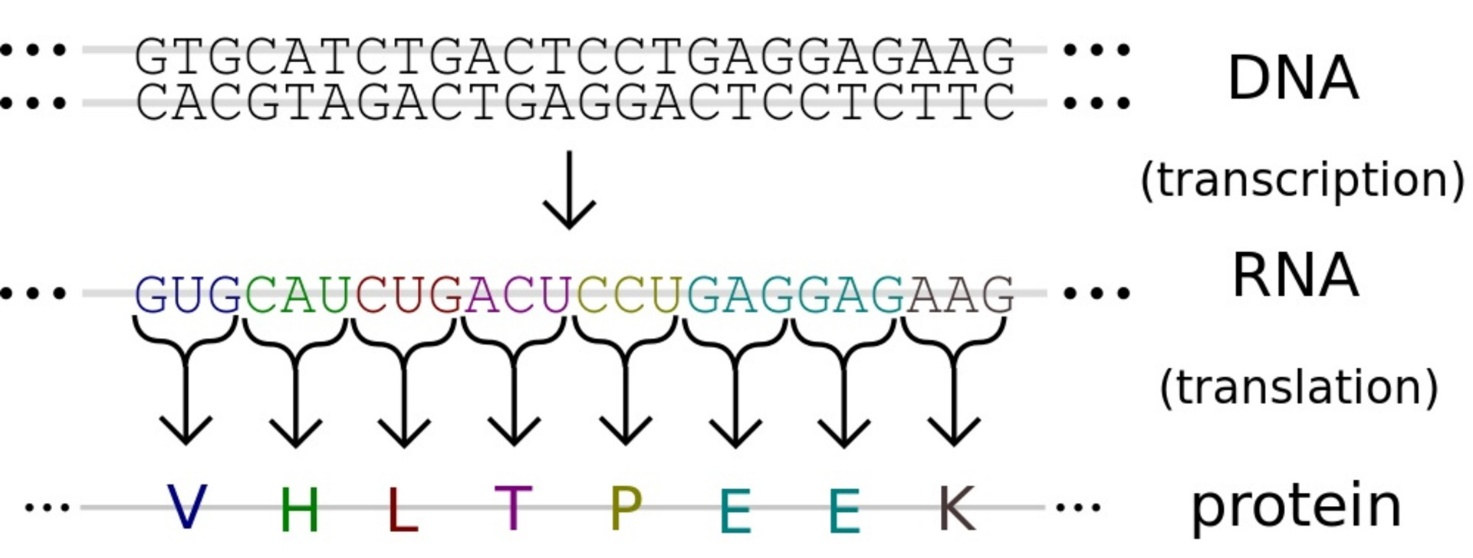 ... GTGCATCTGACTCCTGAGGAGAAG ... DNA
... CACGTAGACTGAGGACTCCTCTTC ...
(transcription)
... GUGCAUCUGACUCCUGAGGAGAAG ... RNA
(translation)
... V H L T P E E K ... protein